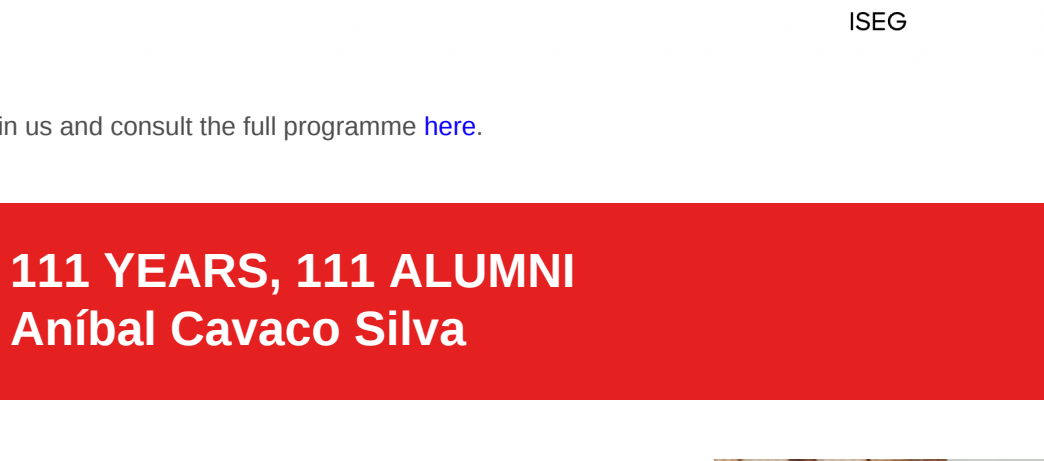 ISEG
in us and consult the full programme here.
111 YEARS, 111 ALUMNI
Aníbal Cavaco Silva